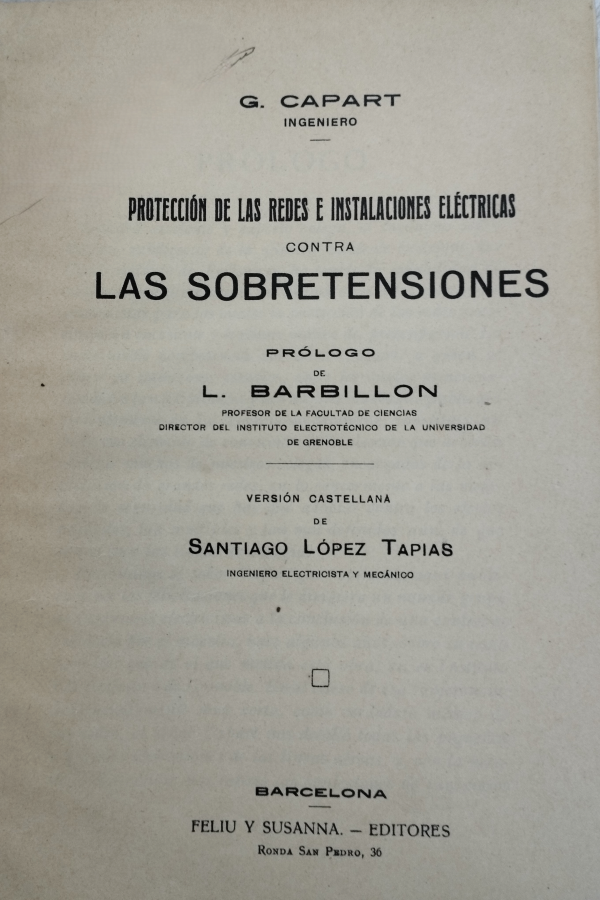 G. CAPART
INGENIERO
PROTECCIÓN DE LAS REDES E INSTALACIONES ELÉCTRICAS
CONTRA
LAS SOBRETENSIONES
PRÓLOGO
DE
L. BARBILLON
PROFESOR DE LA FACULTAD DE CIENCIAS
DIRECTOR DEL INSTITUTO ELECTROTÉCNICO DE LA UNIVERSIDAD
DE GRENOBLE
VERSIÓN CASTELLANA
DE
SANTIAGO LÓPEZ TAPIAS
INGENIERO ELECTRICISTA Y MECÁNICO
BARCELONA
FELIU Y SUSANNA. — EDITORES
RONDA SAN PEDRO, 36